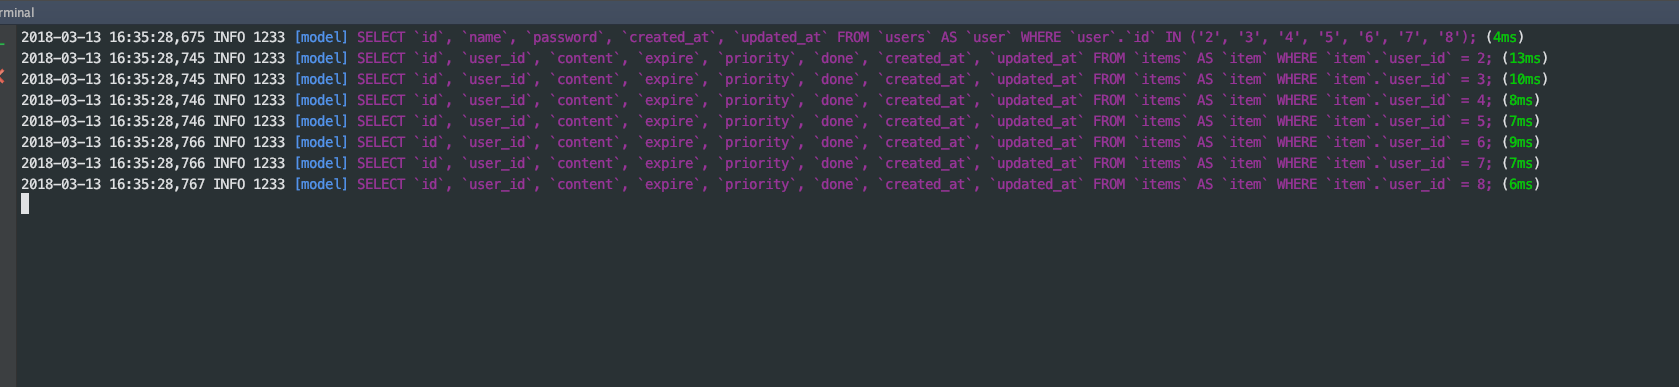 rminal
2018-03-13 16:35:28,675 INFO 1233 [model] SELECT `id`, `name`, `password`, `created_at`, `updated_at` FROM `users` AS `user` WHERE `user`.`id` IN ('2', '3', '4', '5', '6', '7', '8'); (4ms)
2018-03-13 16:35:28,745 INFO 1233 [model] SELECT `id`, `user_id`, `content`, `expire`, `priority`, `done`, `created_at`, `updated_at` FROM `items` AS `item` WHERE `item`.`user_id` = 2; (13ms)
2018-03-13 16:35:28,745 INFO 1233 [model] SELECT `id`, `user_id`, `content`, `expire`, `priority`, `done`, `created_at`, `updated_at` FROM `items` AS `item` WHERE `item`.`user_id` = 3; (10ms)
2018-03-13 16:35:28,746 INFO 1233 [model] SELECT `id`, `user_id`, `content`, `expire`, `priority`, `done`, `created_at`, `updated_at` FROM `items` AS `item` WHERE `item`.`user_id` = 4; (8ms)
2018-03-13 16:35:28,746 INFO 1233 [model] SELECT `id`, `user_id`, `content`, `expire`, `priority`, `done`, `created_at`, `updated_at` FROM `items` AS `item` WHERE `item`.`user_id` = 5; (7ms)
2018-03-13 16:35:28,766 INFO 1233 [model] SELECT `id`, `user_id`, `content`, `expire`, `priority`, `done`, `created_at`, `updated_at` FROM `items` AS `item` WHERE `item`.`user_id` = 6; (9ms)
2018-03-13 16:35:28,766 INFO 1233 [model] SELECT `id`, `user_id`, `content`, `expire`, `priority`, `done`, `created_at`, `updated_at` FROM `items` AS `item` WHERE `item`.`user_id` = 7; (7ms)
2018-03-13 16:35:28,767 INFO 1233 [model] SELECT `id`, `user_id`, `content`, `expire`, `priority`, `done`, `created_at`, `updated_at` FROM `items` AS `item` WHERE `item`.`user_id` = 8; (6ms)